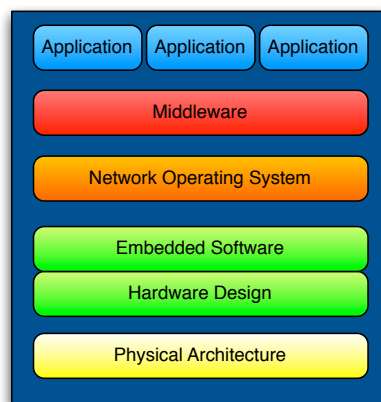 Application Application Application
Middleware
Network Operating System
Embedded Software
Hardware Design
Physical Architecture